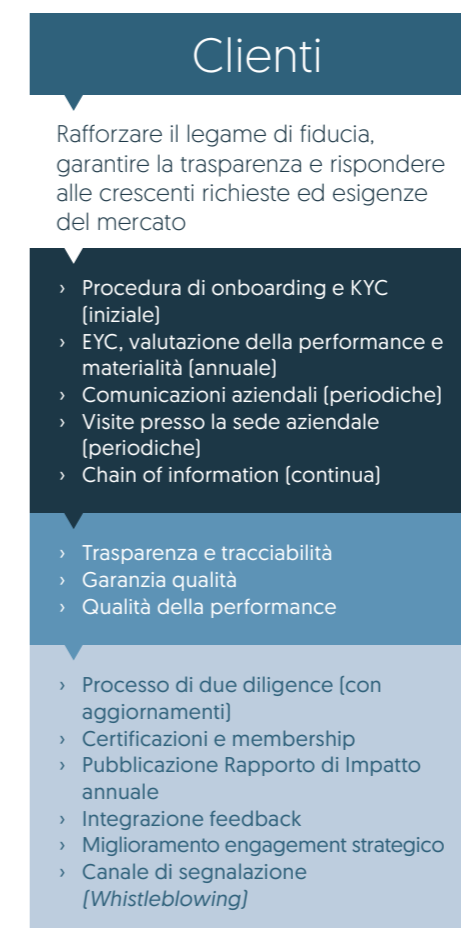 Clienti
Rafforzare il legame di fiducia,
garantire la trasparenza e rispondere
alle crescenti richieste ed esigenze
del mercato
› Procedura di onboarding e KYC
(iniziale)
› EYC, valutazione della performance e
materialità (annuale)
› Comunicazioni aziendali (periodiche)
› Visite presso la sede aziendale
(periodiche)
› Chain of information (continua)
› Trasparenza e tracciabilità
› Garanzia qualità
› Qualità della performance
› Processo di due diligence (con
aggiornamenti)
› Certificazioni e membership
› Pubblicazione Rapporto di Impatto
annuale
› Integrazione feedback
› Miglioramento engagement strategico
› Canale di segnalazione
(Whistleblowing)